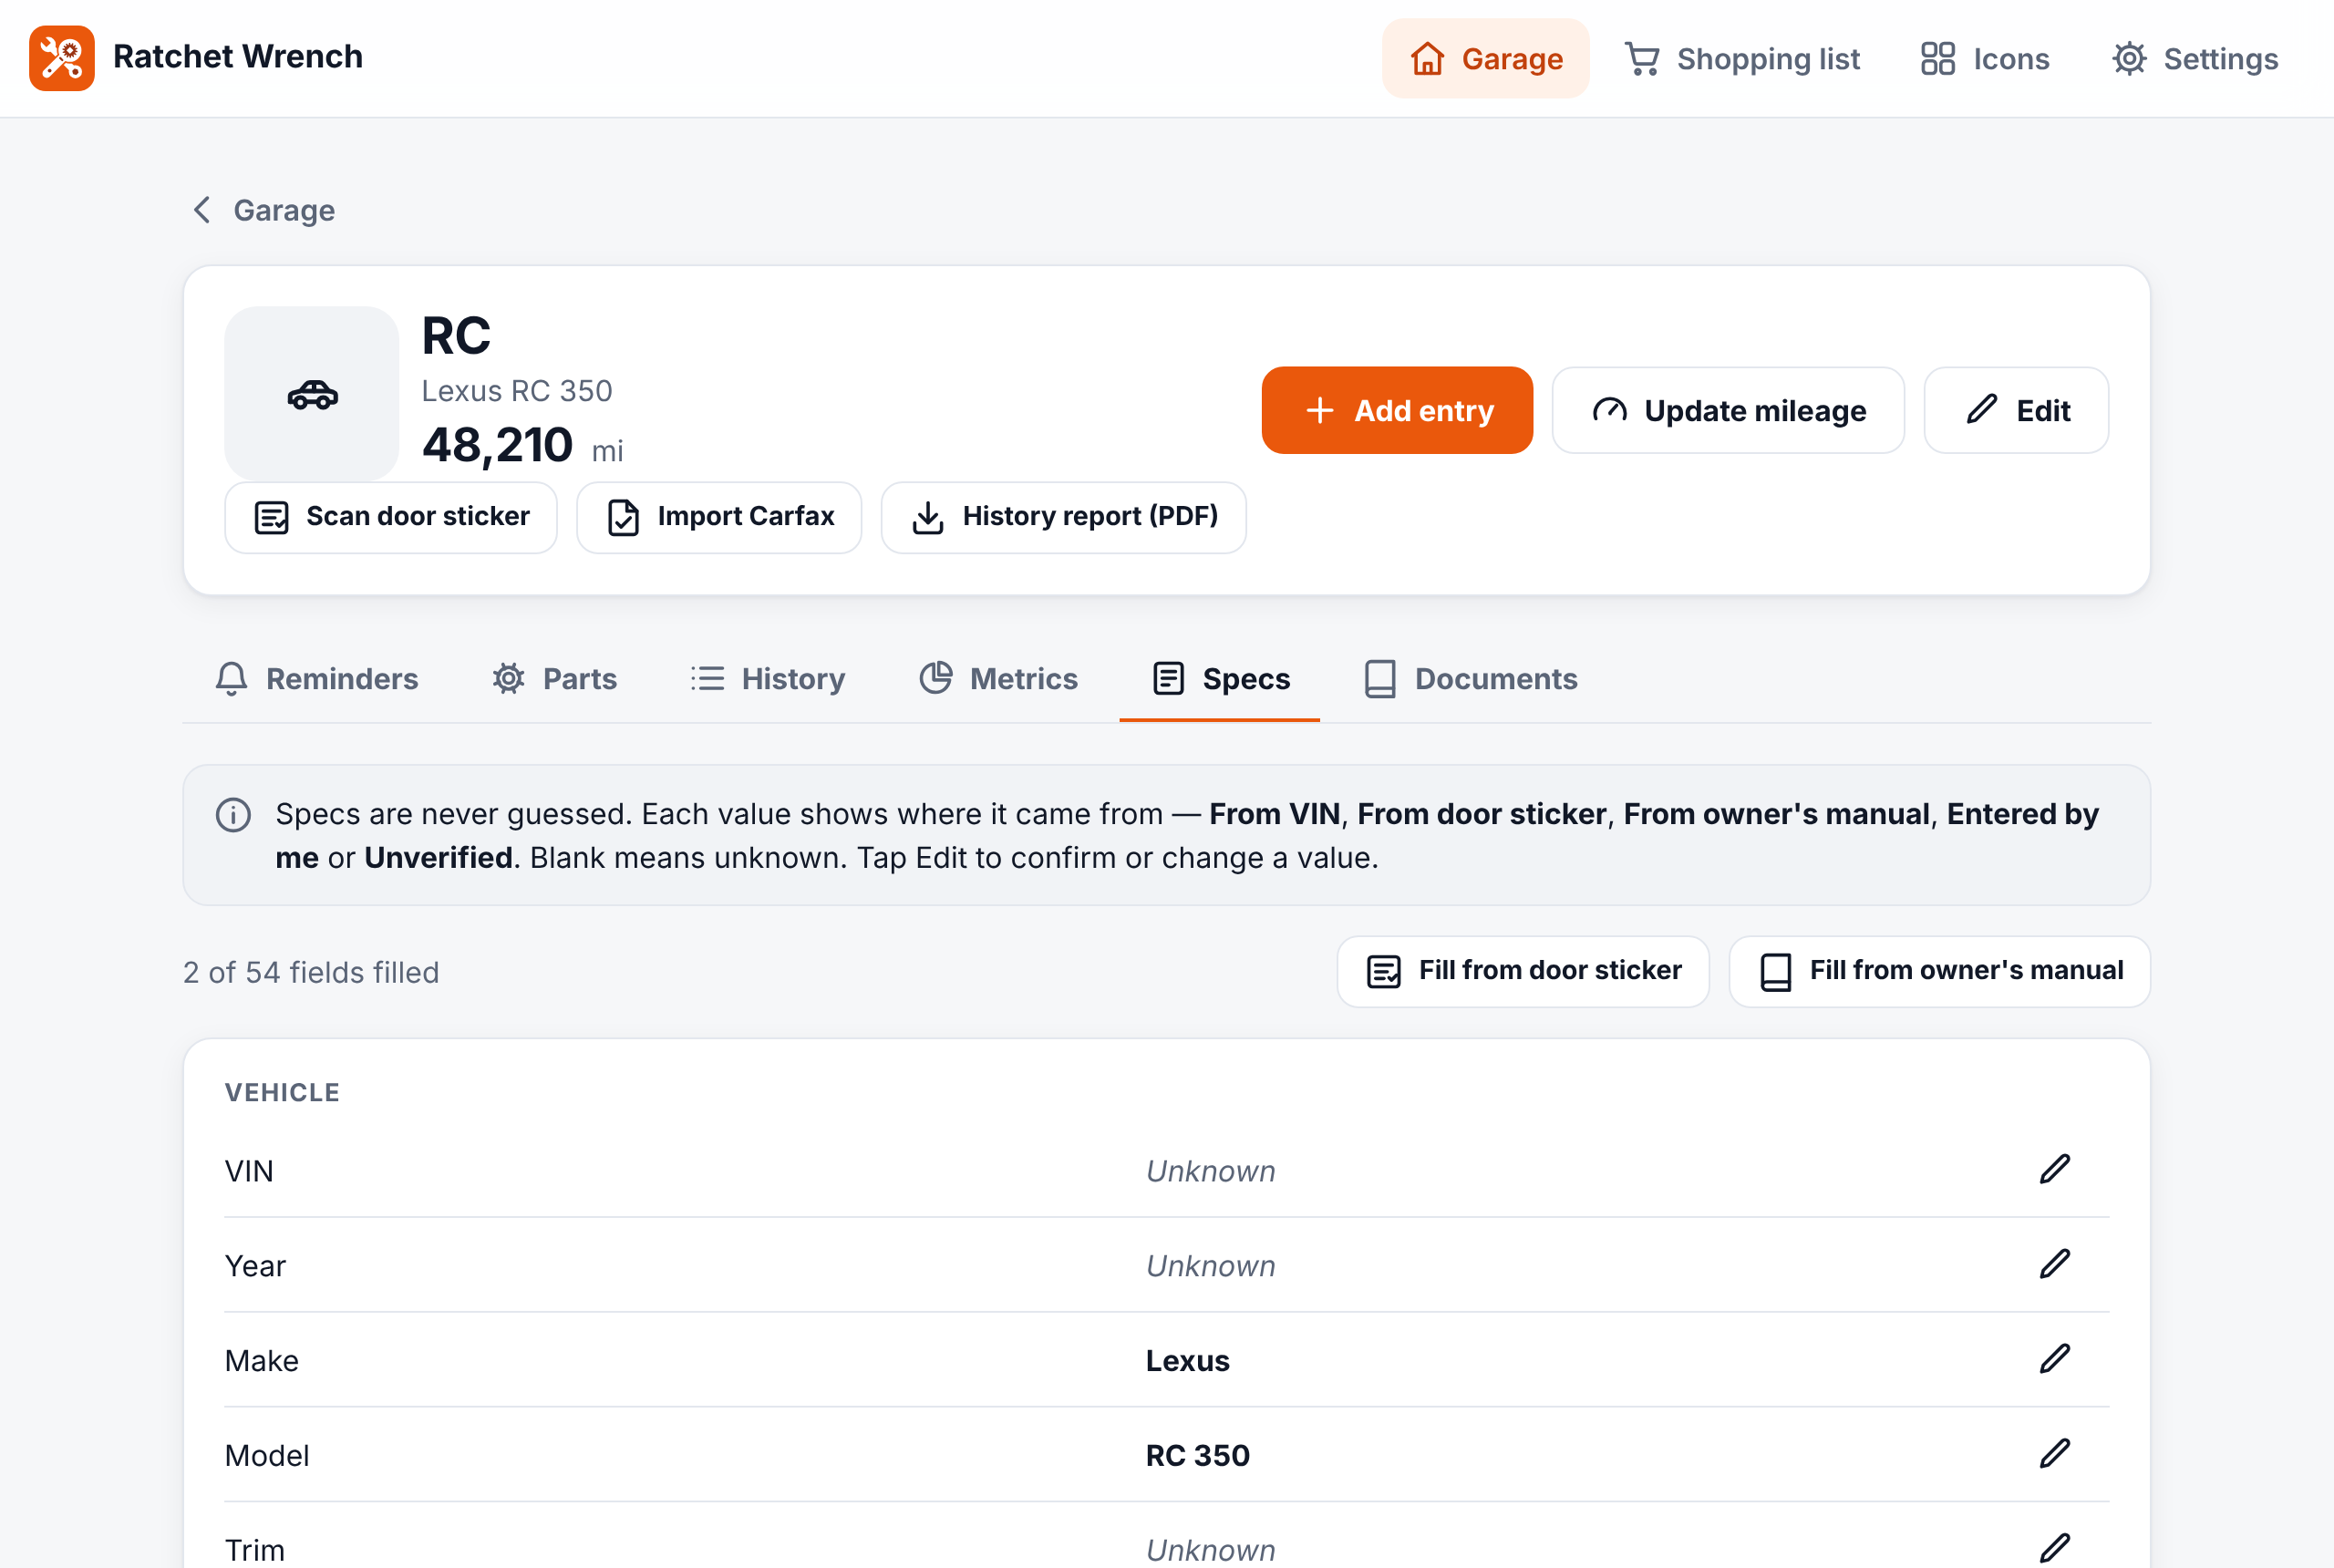 Ratchet Wrench
Garage
Shopping list
Icons
Settings
Garage
RC
Lexus RC 350
48,210 mi
Add entry
Update mileage
Edit
Scan door sticker
Import Carfax
History report (PDF)
Reminders
Parts
History
Metrics
Specs
Documents
Specs are never guessed. Each value shows where it came from — From VIN, From door sticker, From owner's manual, Entered by
me or Unverified. Blank means unknown. Tap Edit to confirm or change a value.
2 of 54 fields filled
Fill from door sticker
Fill from owner's manual
VEHICLE
VIN
Unknown
Year
Unknown
Make
Lexus
Model
RC 350
Trim
Unknown